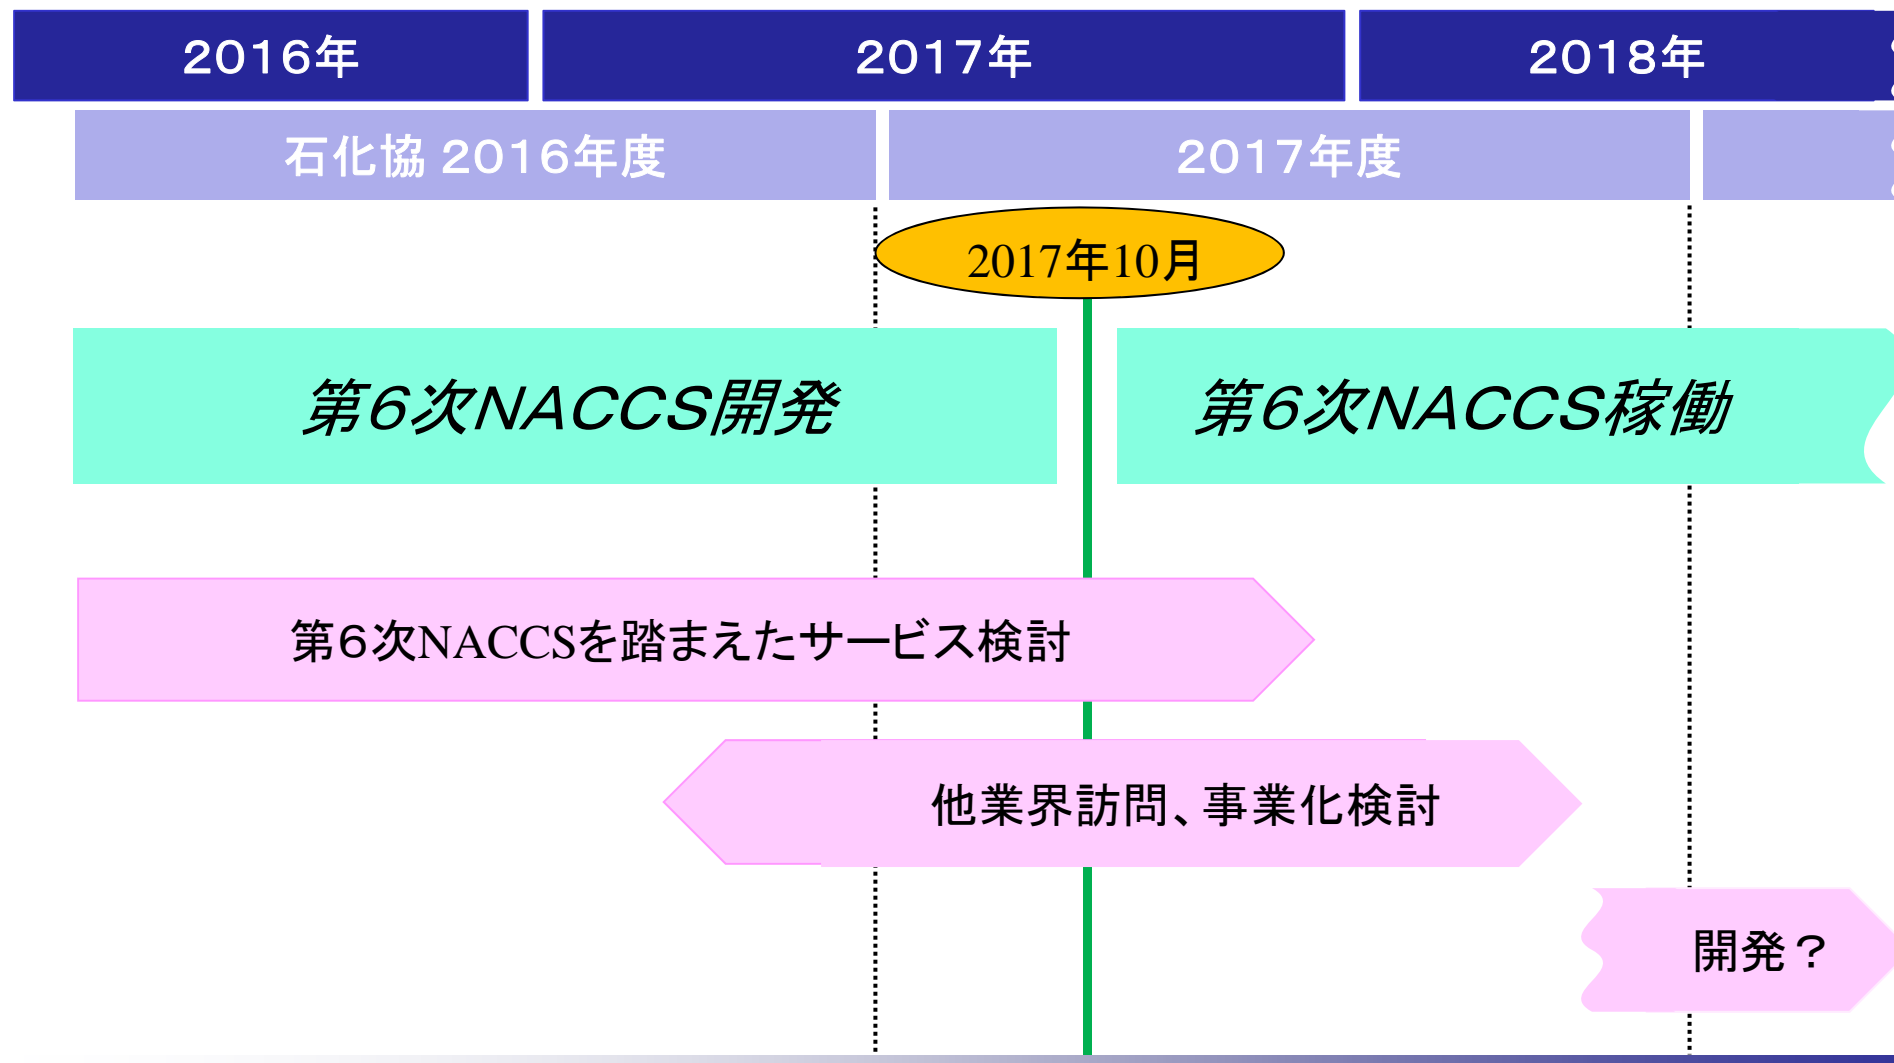 2016年
2017年
2018年
石化協 2016年度
2017年度
2017年10月
第6次NACCS開発
第6次NACCS稼働
第6次NACCSを踏まえたサービス検討
他業界訪問、事業化検討
開発？